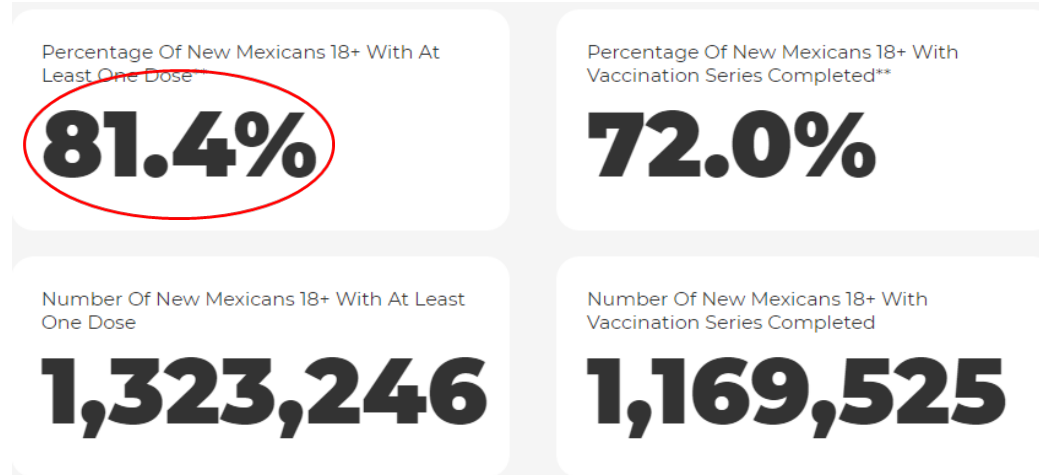 Percentage Of New Mexicans 18+ With At
Least One Dose**
81.4%
Percentage Of New Mexicans 18+ With
Vaccination Series Completed**
72.0%
Number Of New Mexicans 18+ With At Least
One Dose
1,323,246
Number Of New Mexicans 18+ With
Vaccination Series Completed
1,169,525